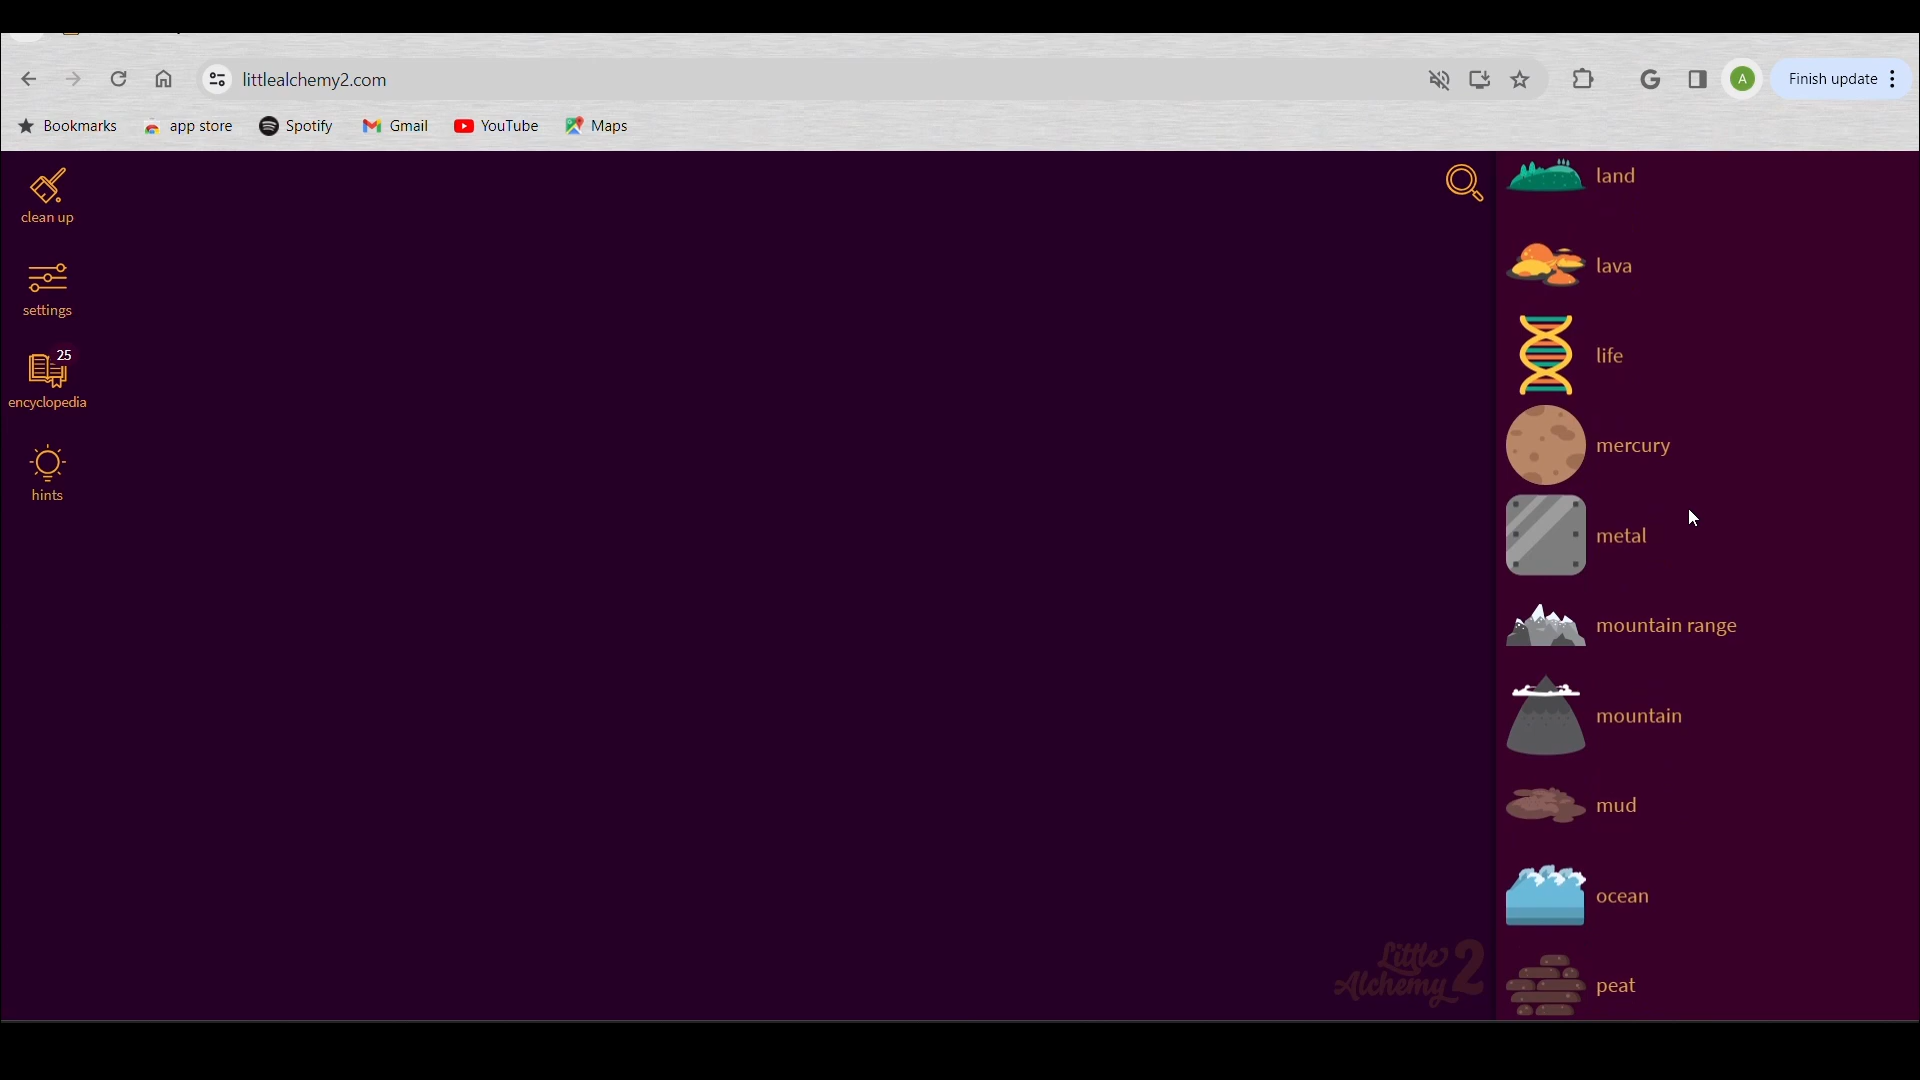 littlealchemy2.com
A
Finish update
Bookmarks
app store
Spotify
Gmail
YouTube
Maps
clean up
settings
25
encyclopedia
hints
land
lava
life
mercury
metal
mountain range
mountain
mud
ocean
peat
Little
Alchemy 2